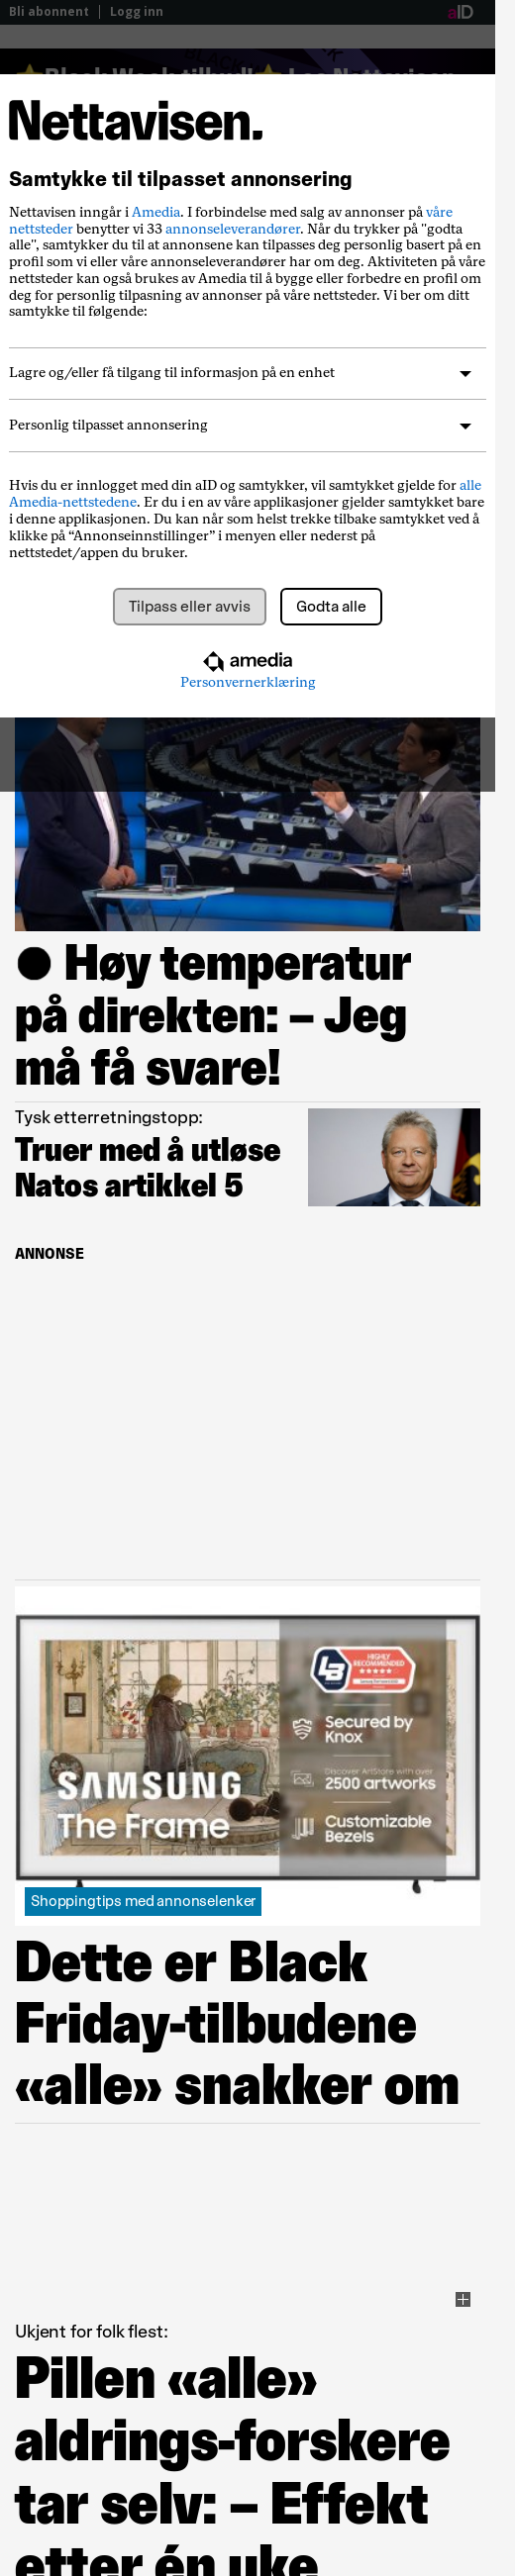 Bli abonnent | Logg inn
aID
Nettavisen.
Samtykke til tilpasset annonsering
Nettavisen inngår i Amedia. I forbindelse med salg av annonser på våre
nettsteder benytter vi 33 annonseleverandører. Når du trykker på "godta
alle", samtykker du til at annonsene kan tilpasses deg personlig basert på en
profil som vi eller våre annonseleverandører har om deg. Aktiviteten på våre
nettsteder kan også brukes av Amedia til å bygge eller forbedre en profil om
deg for personlig tilpasning av annonser på våre nettsteder. Vi ber om ditt
samtykke til følgende:
Lagre og/eller få tilgang til informasjon på en enhet
Personlig tilpasset annonsering
Hvis du er innlogget med din aID og samtykker, vil samtykket gjelde for alle
Amedia-nettstedene. Er du i en av våre applikasjoner gjelder samtykket bare
i denne applikasjonen. Du kan når som helst trekke tilbake samtykket ved å
klikke på “Annonseinnstillinger” i menyen eller nederst på
nettstedet/appen du bruker.
Tilpass eller avvis
Godta alle
amedia
Personvernerklæring
Høy temperatur
på direkten: – Jeg
må få svare!
Tysk etterretningstopp:
Truer med å utløse
Natos artikkel 5
ANNONSE
HIGHLY
RECOMMENDED
LB
Secured by
Knox
Discover ArtStore with over
2500 artworks
Customizable
Bezels
SAMSUNG
The Frame
Shoppingtips med annonselenker
Dette er Black
Friday-tilbudene
«alle» snakker om
Ukjent for folk flest:
Pillen «alle»
aldrings-forskere
tar selv: – Effekt
etter én uke